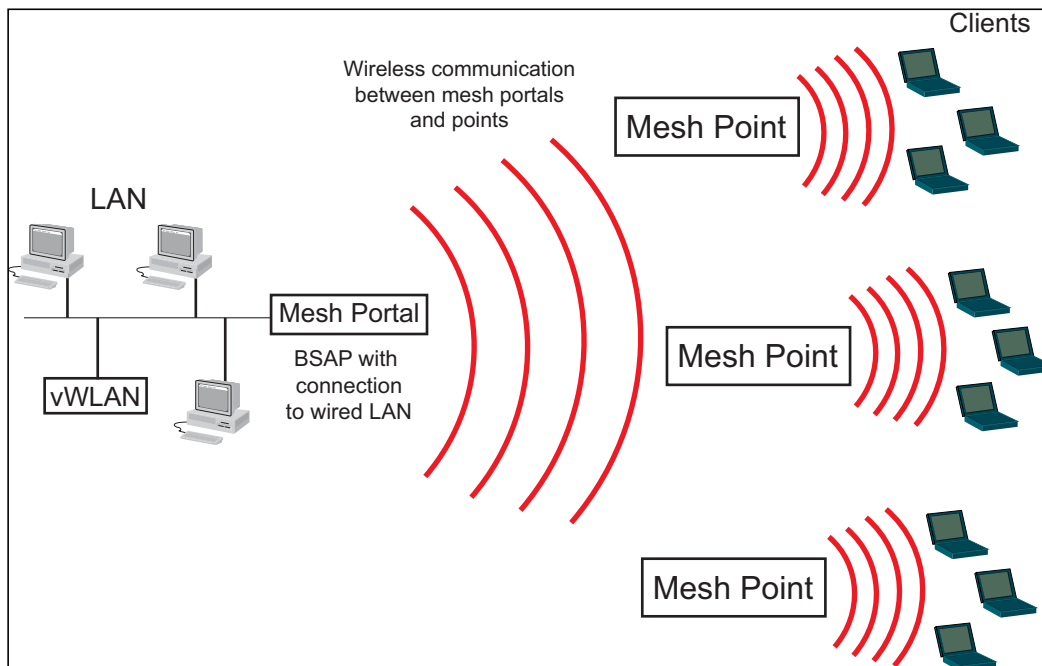 Clients
Wireless communication
between mesh portals
and points
Mesh Point
LAN
Mesh Portal
BSAP with
connection
to wired LAN
vWLAN
Mesh Point
Mesh Point